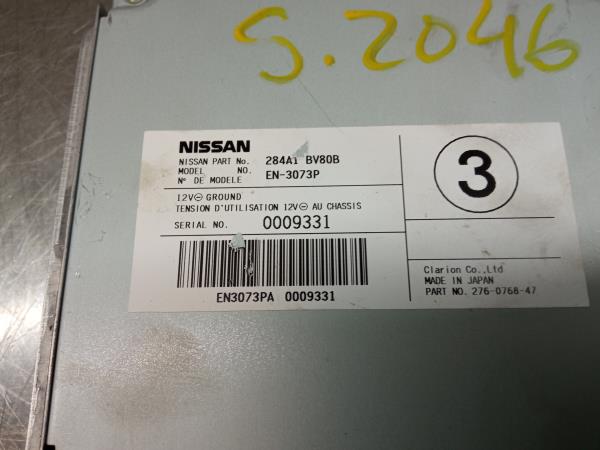 S.2046
NISSAN
NISSAN PART No. 284A1 BV80B
MODEL NO. EN-3073P
N° DE MODELE
12V⊖ GROUND
TENSION D'UTILISATION 12V⊖ AU CHASSIS
SERIAL NO. 0009331
EN3073PA 0009331
3
Clarion Co.,Ltd
MADE IN JAPAN
PART NO. 276-0768-47